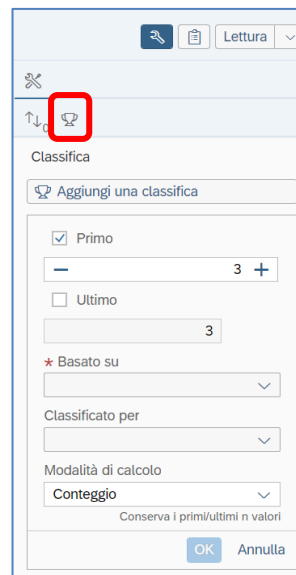 Lettura
0
Classifica
Aggiungi una classifica
Primo
3
Ultimo
3
* Basato su
Classificato per
Modalità di calcolo
Conteggio
Conserva i primi/ultimi n valori
OK Annulla